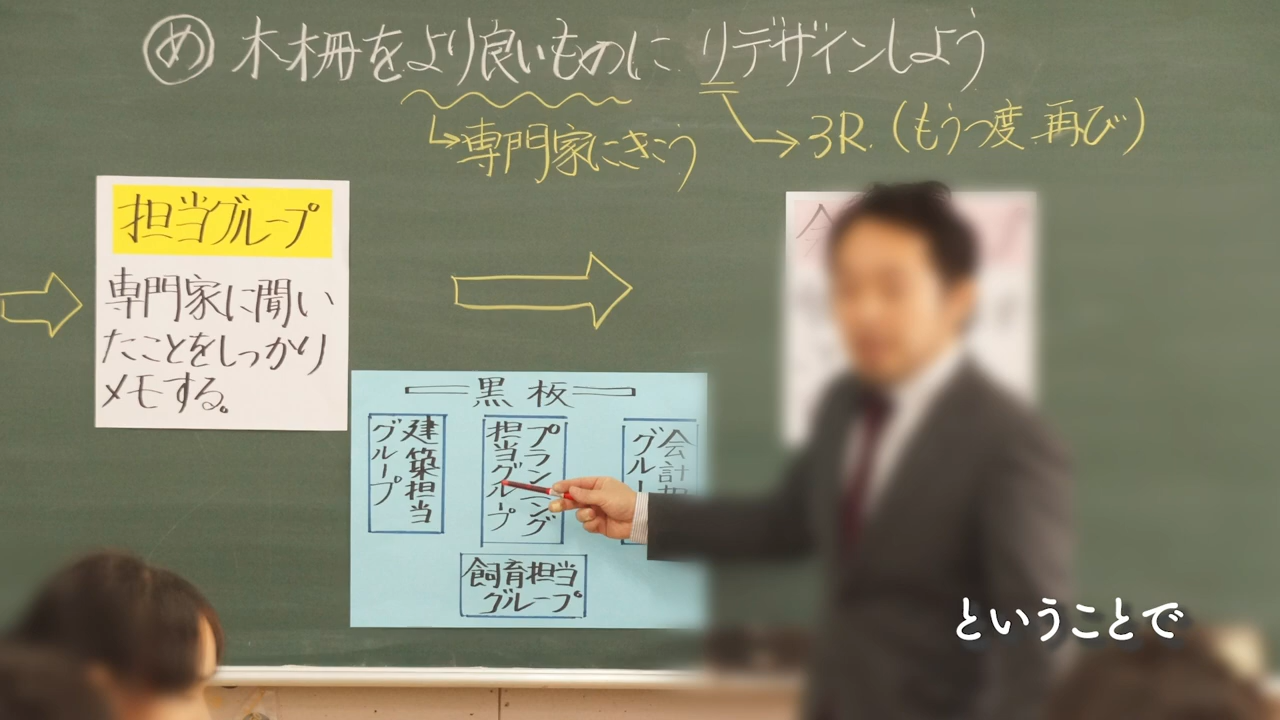 め 木柵をより良いものに リデザインしよう
→専門家にきこう
→3R.(もう一度 再び)
担当グループ
専門家に聞い
たことをしっかり
メモする。
黒板
建築担当
グループ
プランニング
担当グループ
会計担
グルー
飼育担当
グループ
ということで